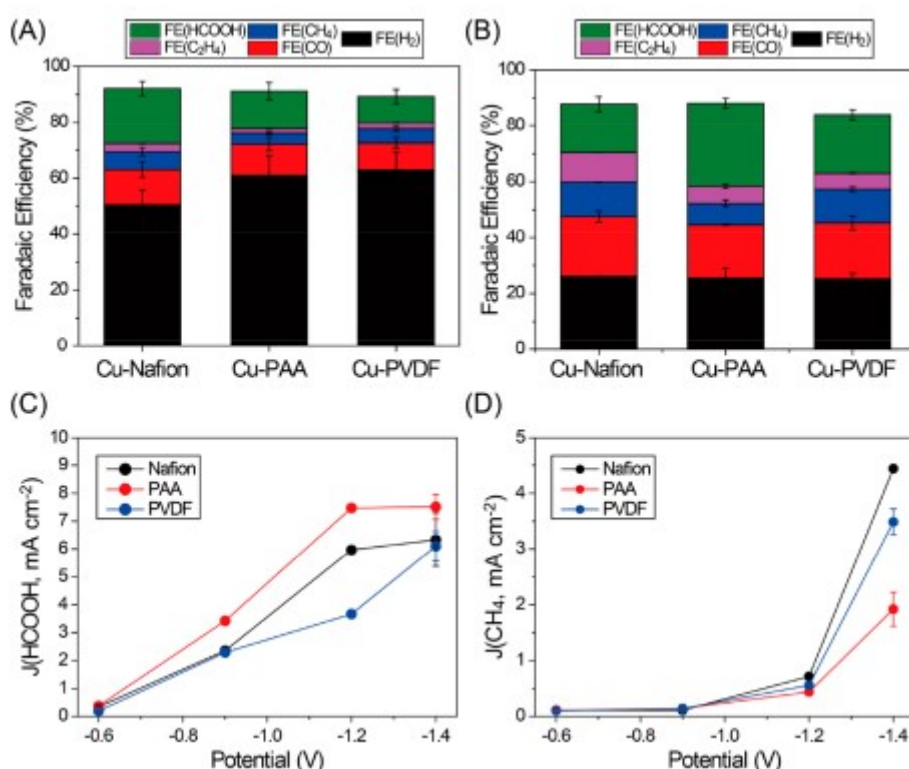 (A)
FE(HCOOH) FE(CH₄) FE(H₂)
FE(C₂H₄) FE(CO)
Faradaic Efficiency (%)
100
80
60
40
20
0
Cu-Nafion Cu-PAA Cu-PVDF
(B)
FE(HCOOH) FE(CH₄) FE(H₂)
FE(C₂H₄) FE(CO)
Faradaic Efficiency (%)
100
80
60
40
20
0
Cu-Nafion Cu-PAA Cu-PVDF
(C)
Nafion
PAA
PVDF
J(HCOOH, mA cm⁻²)
10
9
8
7
6
5
4
3
2
1
0
-0.6 -0.8 -1.0 -1.2 -1.4
Potential (V)
(D)
Nafion
PAA
PVDF
J(CH₄, mA cm⁻²)
5
4
3
2
1
0
-0.6 -0.8 -1.0 -1.2 -1.4
Potential (V)